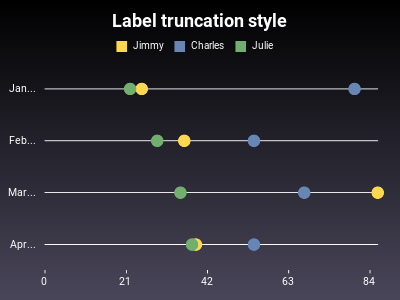 Label truncation style
Jimmy Charles Julie
Jan...
Feb...
Mar...
Apr...
0 21 42 63 84